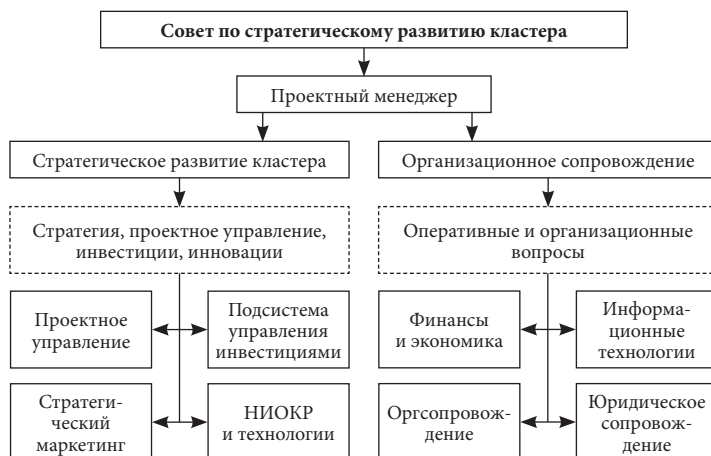 Совет по стратегическому развитию кластера
Проектный менеджер
Стратегическое развитие кластера
Организационное сопровождение
Стратегия, проектное управление,
инвестиции, инновации
Оперативные и организационные
вопросы
Проектное
управление
Подсистема
управления
инвестициями
Финансы
и экономика
Информа-
ционные
технологии
Стратеги-
ческий
маркетинг
НИОКР
и технологии
Оргсопровож-
дение
Юридическое
сопровож-
дение